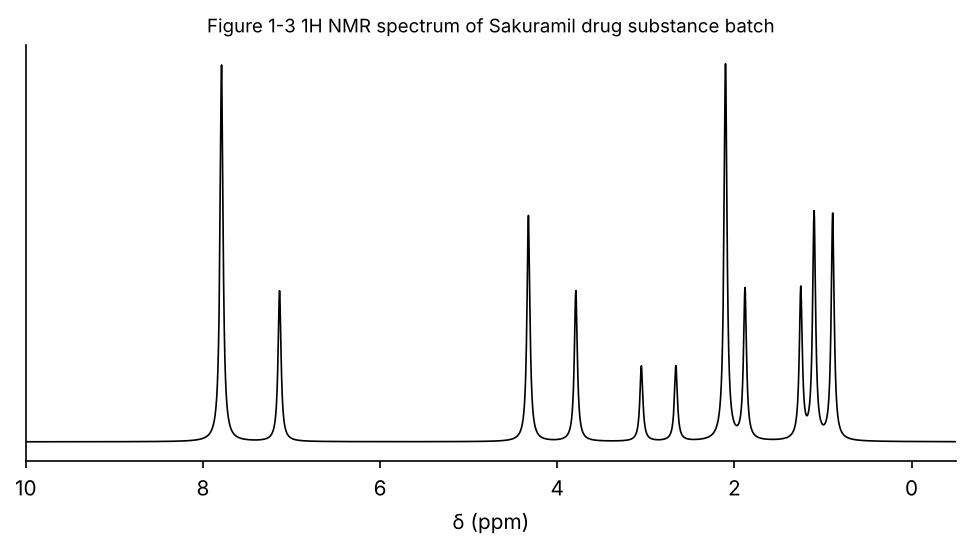 Figure 1-3 1H NMR spectrum of Sakuramil drug substance batch
10 8 6 4 2 0
δ (ppm)